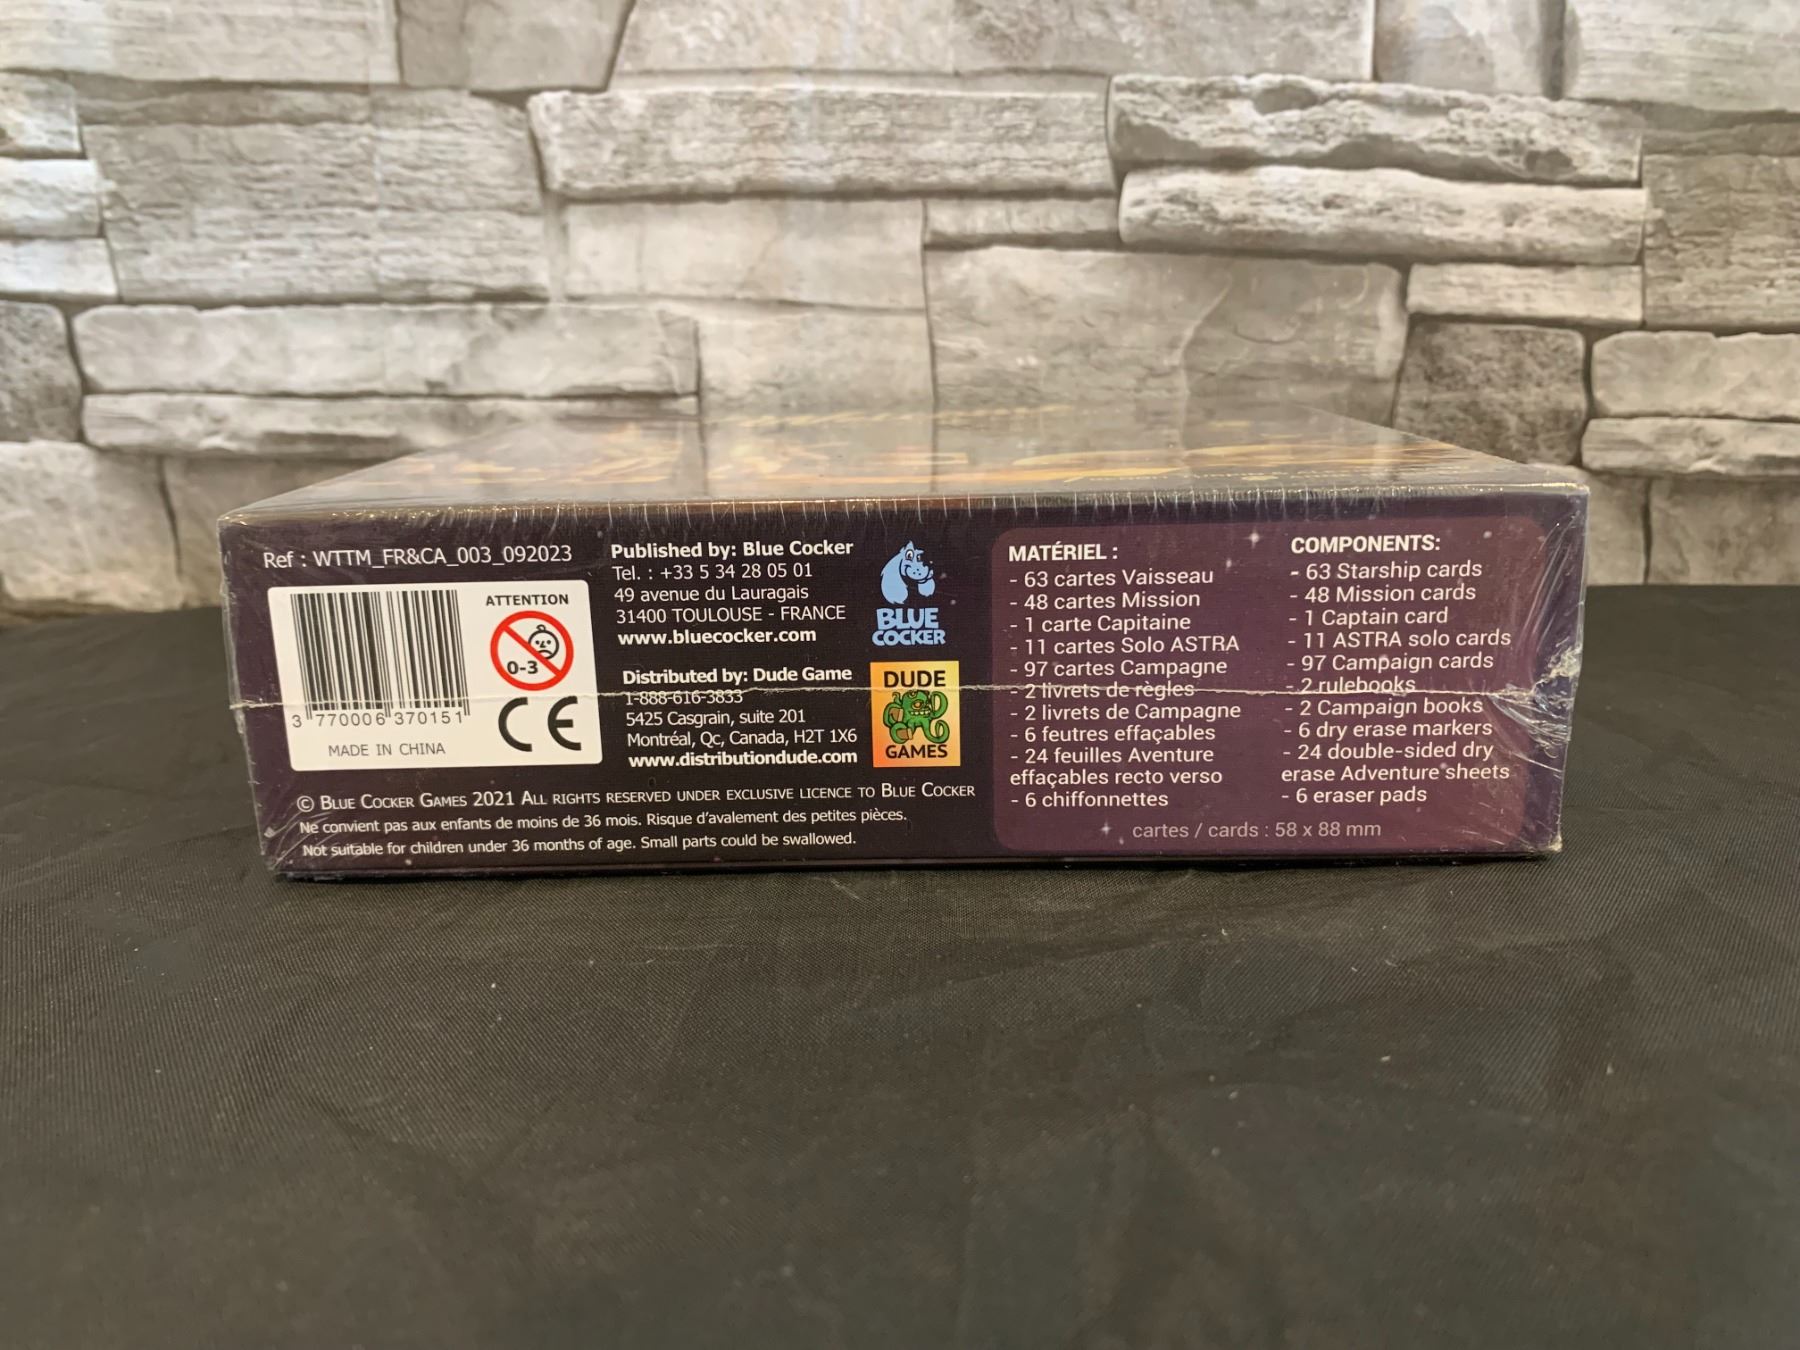 Ref : WTTM_FR&CA_003_092023
ATTENTION
0-3
3 770006 370151
MADE IN CHINA
CE
Published by: Blue Cocker
Tel. : +33 5 34 28 05 01
49 avenue du Lauragais
31400 TOULOUSE - FRANCE
www.bluecocker.com
BLUE
COCKER
Distributed by: Dude Game
1-888-616-3833
5425 Casgrain, suite 201
Montréal, Qc, Canada, H2T 1X6
www.distributiondude.com
DUDE
GAMES
© BLUE COCKER GAMES 2021 ALL RIGHTS RESERVED UNDER EXCLUSIVE LICENCE TO BLUE COCKER
Ne convient pas aux enfants de moins de 36 mois. Risque d'avalement des petites pièces.
Not suitable for children under 36 months of age. Small parts could be swallowed.
MATÉRIEL :
- 63 cartes Vaisseau
- 48 cartes Mission
- 1 carte Capitaine
- 11 cartes Solo ASTRA
- 97 cartes Campagne
- 2 livrets de règles
- 2 livrets de Campagne
- 6 feutres effaçables
- 24 feuilles Aventure
effaçables recto verso
- 6 chiffonnettes
COMPONENTS:
- 63 Starship cards
- 48 Mission cards
- 1 Captain card
- 11 ASTRA solo cards
- 97 Campaign cards
- 2 rulebooks
- 2 Campaign books
- 6 dry erase markers
- 24 double-sided dry
erase Adventure sheets
- 6 eraser pads
cartes / cards : 58 x 88 mm